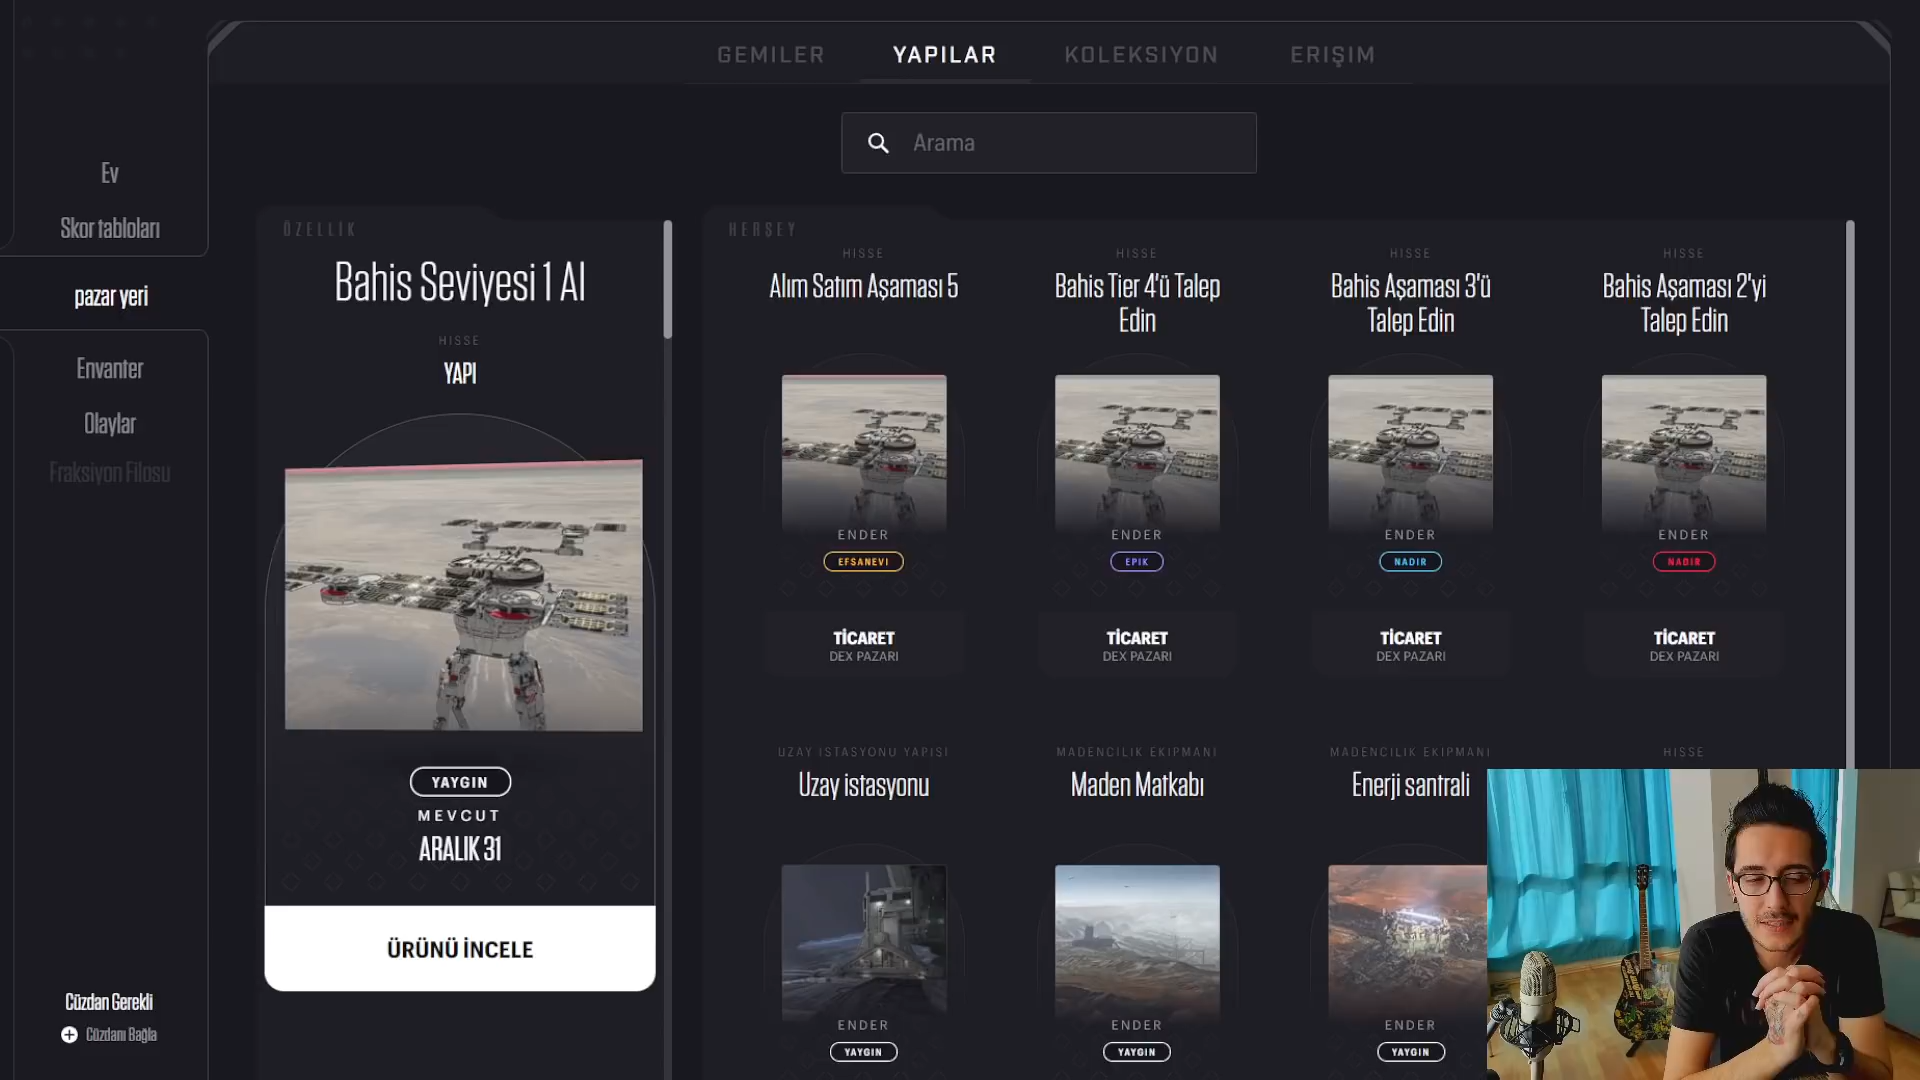 GEMILER
YAPILAR
KOLEKSIYON
ERIŞIM
Arama
Ev
Skor tabloları
pazar yeri
Envanter
Olaylar
Fraksiyon Filosu
Cüzdan Gerekli
Cüzdanı Bağla
ÖZELLİK
Bahis Seviyesi 1 Al
HISSE
YAPI
YAYGIN
MEVCUT
ARALIK 31
ÜRÜNÜ İNCELE
HERŞEY
HISSE
Alım Satım Aşaması 5
ENDER
EFSANEVI
TİCARET
DEX PAZARI
HISSE
Bahis Tier 4'ü Talep
Edin
ENDER
EPIK
TİCARET
DEX PAZARI
HISSE
Bahis Aşaması 3'ü
Talep Edin
ENDER
NADIR
TİCARET
DEX PAZARI
HISSE
Bahis Aşaması 2'yi
Talep Edin
ENDER
NADIR
TİCARET
DEX PAZARI
UZAY ISTASYONU YAPISI
Uzay istasyonu
ENDER
YAYGIN
MADENCILIK EKIPMANI
Maden Matkabı
ENDER
YAYGIN
MADENCILIK EKIPMANI
Enerji santrali
ENDER
YAYGIN
HISSE